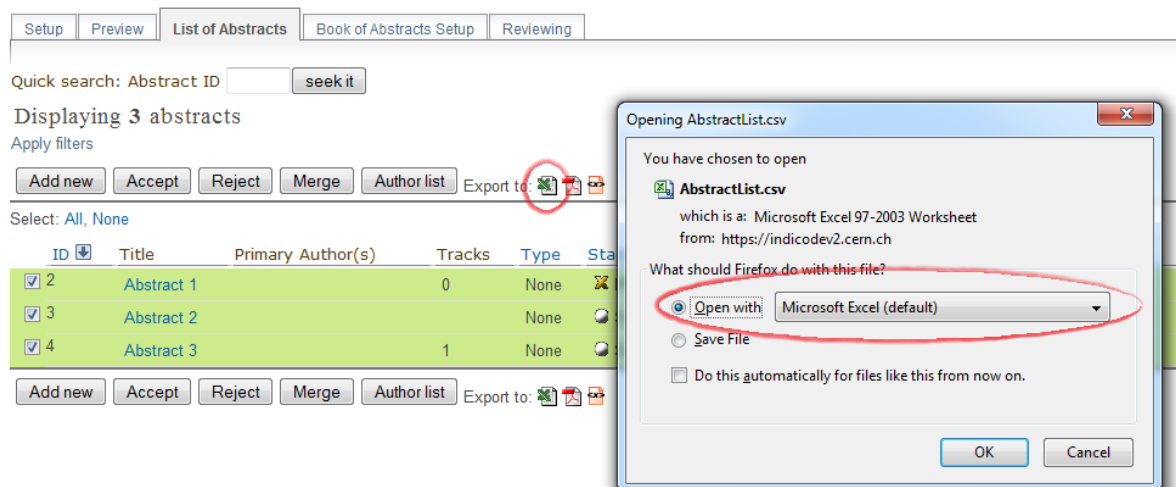 Setup Preview List of Abstracts Book of Abstracts Setup Reviewing
Quick search: Abstract ID seek it
Displaying 3 abstracts
Apply filters
Add new Accept Reject Merge Author list Export to:
Select: All, None
ID Title Primary Author(s) Tracks Type Sta
2 Abstract 1 0 None
3 Abstract 2 None
4 Abstract 3 1 None
Add new Accept Reject Merge Author list Export to:
Opening AbstractList.csv
You have chosen to open
AbstractList.csv
which is a: Microsoft Excel 97-2003 Worksheet
from: https://indicodev2.cern.ch
What should Firefox do with this file?
Open with Microsoft Excel (default)
Save File
Do this automatically for files like this from now on.
OK Cancel